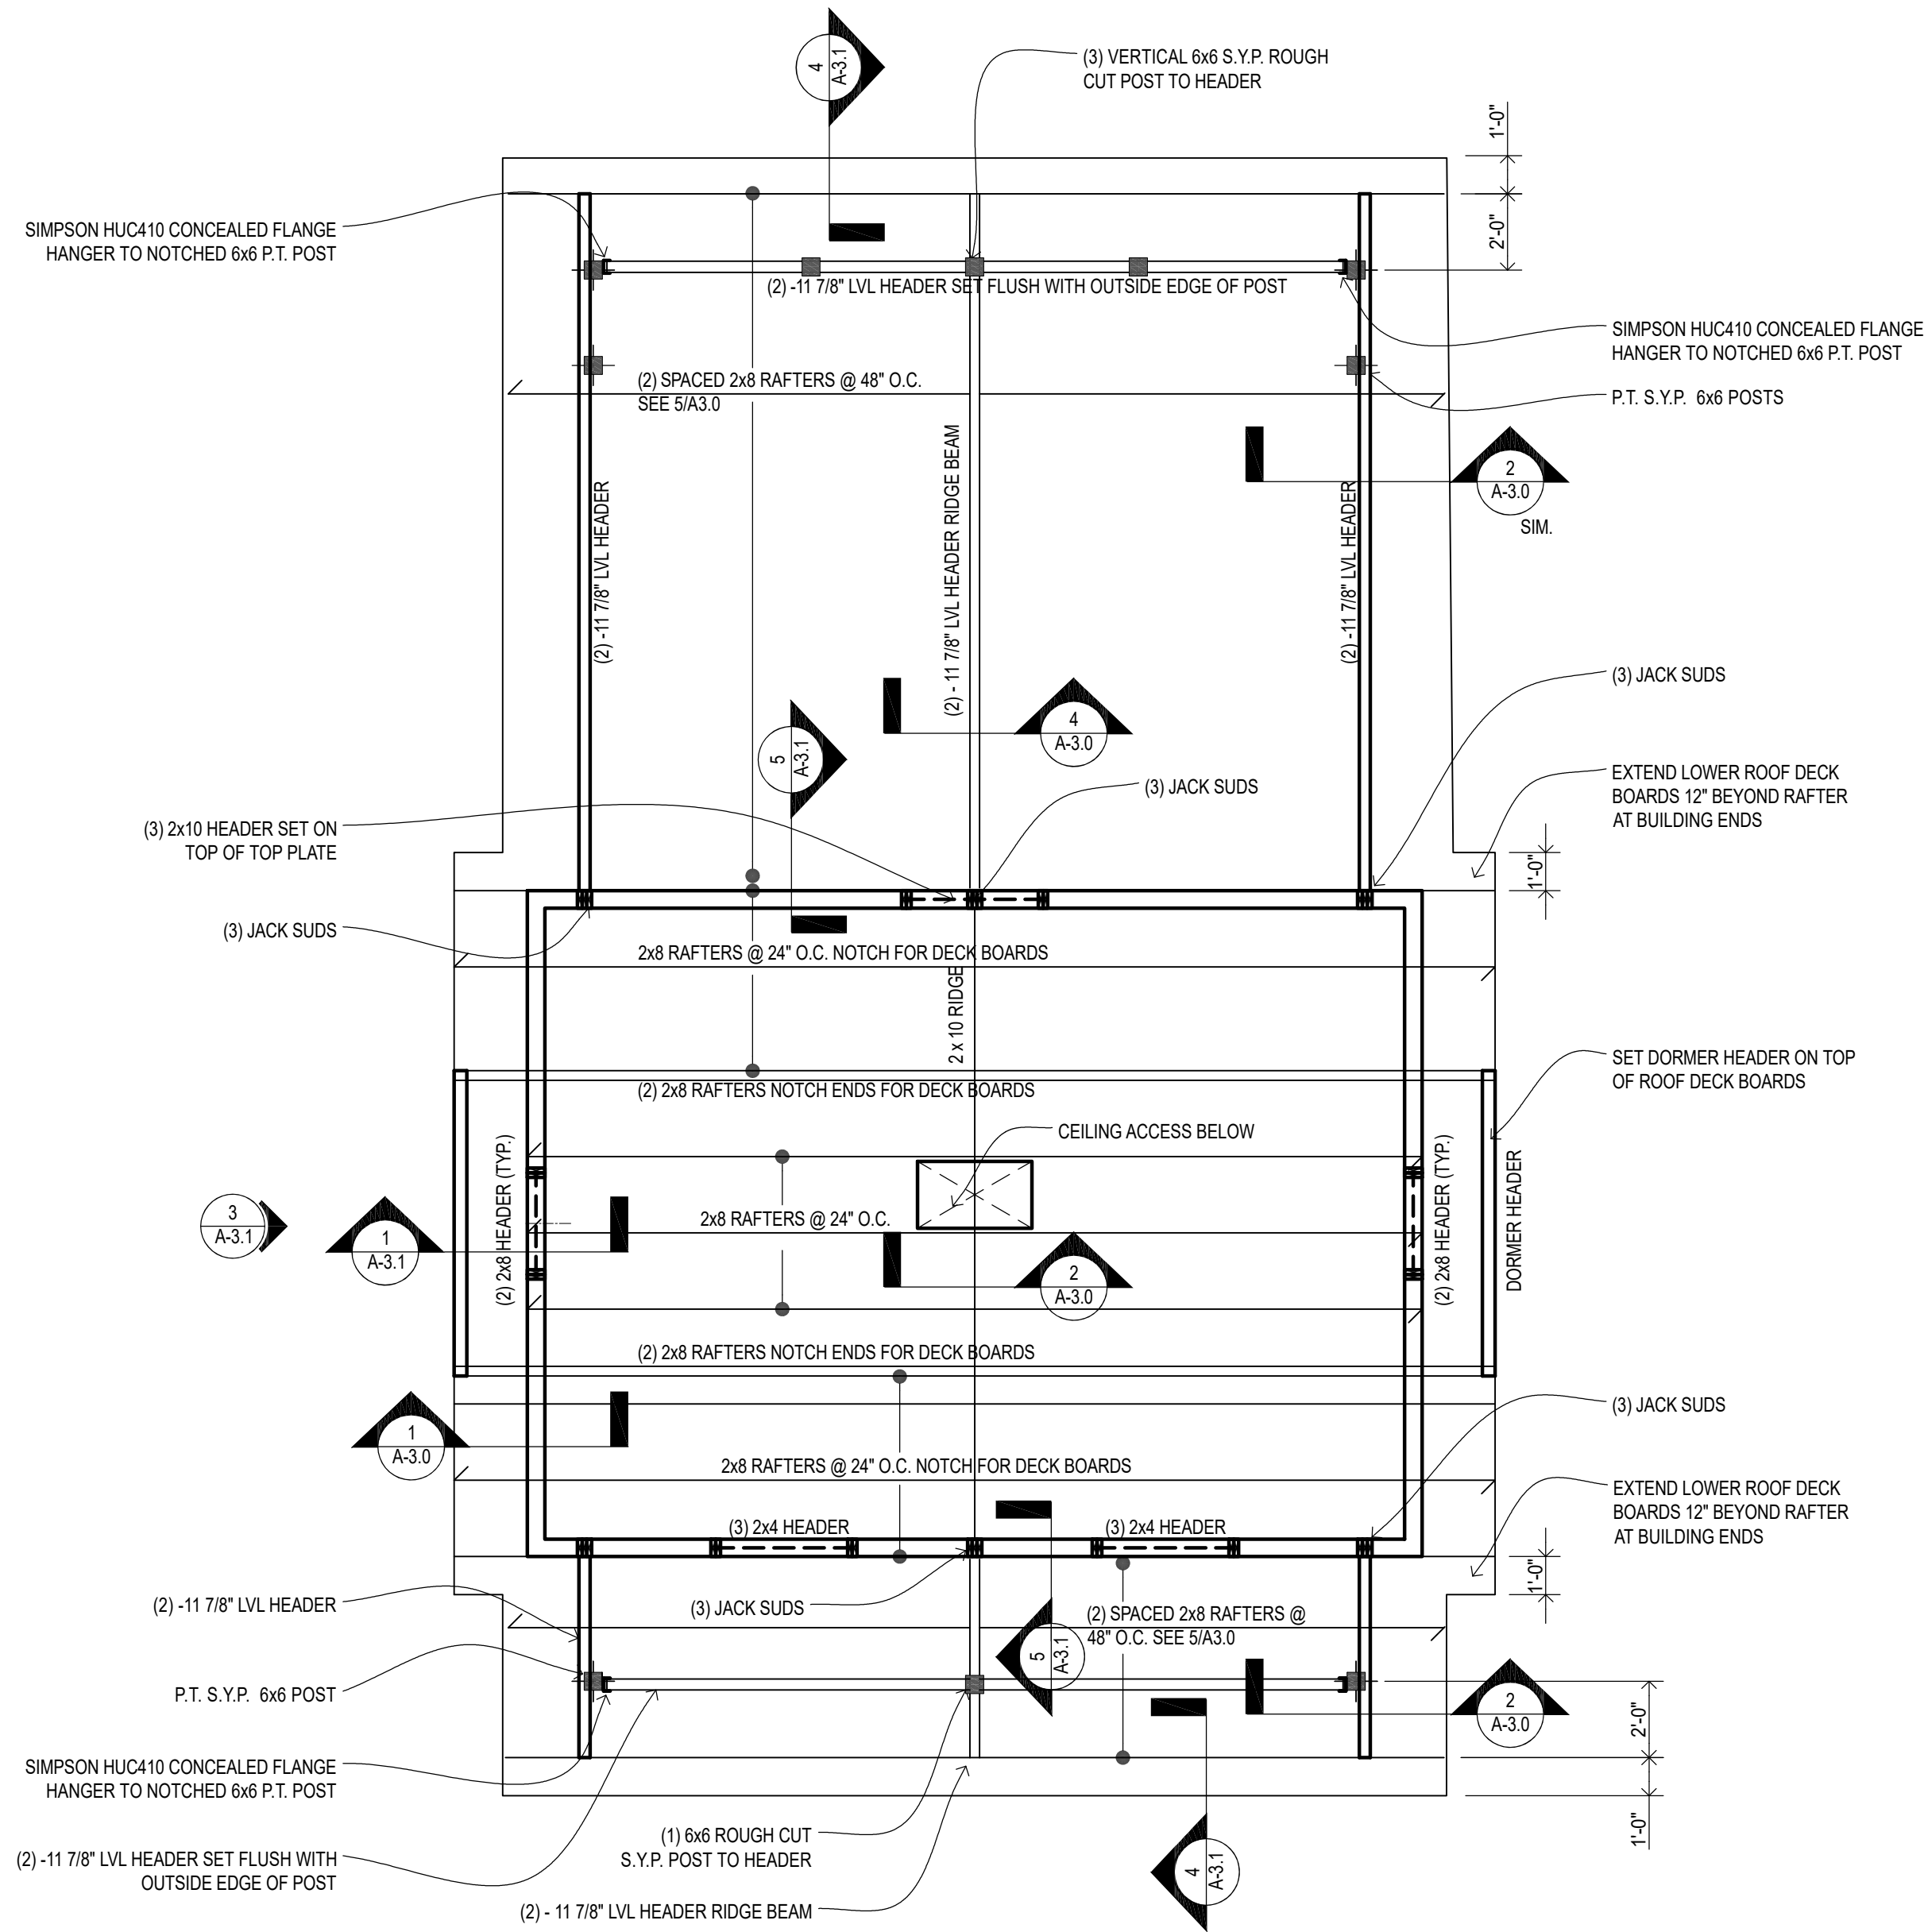 4
A-3.1
(3) VERTICAL 6x6 S.Y.P. ROUGH
CUT POST TO HEADER
1'-0"
SIMPSON HUC410 CONCEALED FLANGE
HANGER TO NOTCHED 6x6 P.T. POST
2'-0"
(2) -11 7/8" LVL HEADER SET FLUSH WITH OUTSIDE EDGE OF POST
SIMPSON HUC410 CONCEALED FLANGE
HANGER TO NOTCHED 6x6 P.T. POST
(2) SPACED 2x8 RAFTERS @ 48" O.C.
SEE 5/A3.0
P.T. S.Y.P. 6x6 POSTS
2
A-3.0
SIM.
(2) -11 7/8" LVL HEADER
(2) - 11 7/8" LVL HEADER RIDGE BEAM
(2) -11 7/8" LVL HEADER
(3) JACK SUDS
4
A-3.0
5
A-3.1
(3) JACK SUDS
EXTEND LOWER ROOF DECK
BOARDS 12" BEYOND RAFTER
AT BUILDING ENDS
(3) 2x10 HEADER SET ON
TOP OF TOP PLATE
1'-0"
(3) JACK SUDS
2x8 RAFTERS @ 24" O.C. NOTCH FOR DECK BOARDS
2 x 10 RIDGE
SET DORMER HEADER ON TOP
OF ROOF DECK BOARDS
(2) 2x8 RAFTERS NOTCH ENDS FOR DECK BOARDS
CEILING ACCESS BELOW
(2) 2x8 HEADER (TYP.)
(2) 2x8 HEADER (TYP.)
DORMER HEADER
3
A-3.1
1
A-3.1
2x8 RAFTERS @ 24" O.C.
2
A-3.0
(2) 2x8 RAFTERS NOTCH ENDS FOR DECK BOARDS
1
A-3.0
(3) JACK SUDS
2x8 RAFTERS @ 24" O.C. NOTCH FOR DECK BOARDS
EXTEND LOWER ROOF DECK
BOARDS 12" BEYOND RAFTER
AT BUILDING ENDS
(3) 2x4 HEADER
(3) 2x4 HEADER
1'-0"
(2) -11 7/8" LVL HEADER
(3) JACK SUDS
(2) SPACED 2x8 RAFTERS @
48" O.C. SEE 5/A3.0
5
A-3.1
P.T. S.Y.P. 6x6 POST
2
A-3.0
2'-0"
SIMPSON HUC410 CONCEALED FLANGE
HANGER TO NOTCHED 6x6 P.T. POST
1'-0"
(1) 6x6 ROUGH CUT
S.Y.P. POST TO HEADER
(2) -11 7/8" LVL HEADER SET FLUSH WITH
OUTSIDE EDGE OF POST
4
A-3.1
(2) - 11 7/8" LVL HEADER RIDGE BEAM